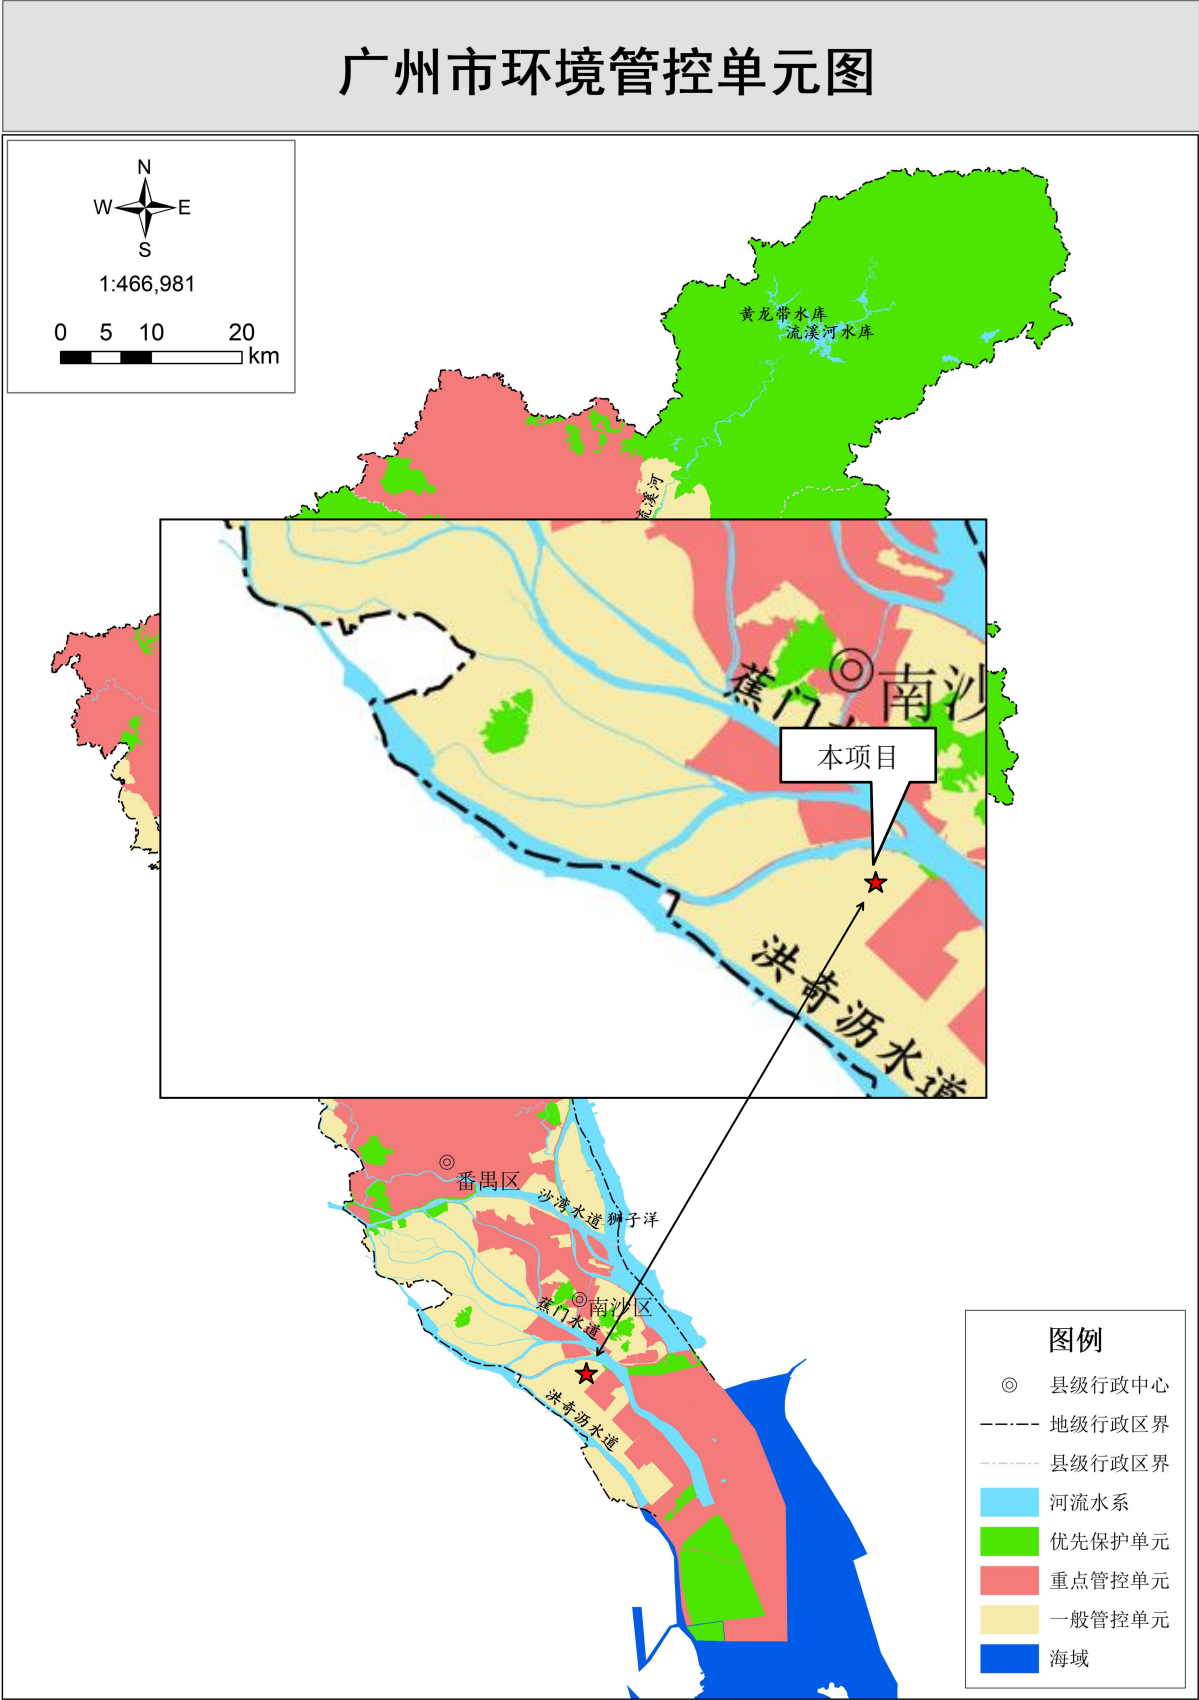 广州市环境管控单元图
N
W E
S
1:466,981
0 5 10 20
km
黄龙带水库
流溪河水库
流溪河
南沙
蕉门水
本项目
洪奇沥水道
番禺区
沙湾水道
狮子洋
南沙区
蕉门水道
洪奇沥水道
图例
县级行政中心
地级行政区界
县级行政区界
河流水系
优先保护单元
重点管控单元
一般管控单元
海域